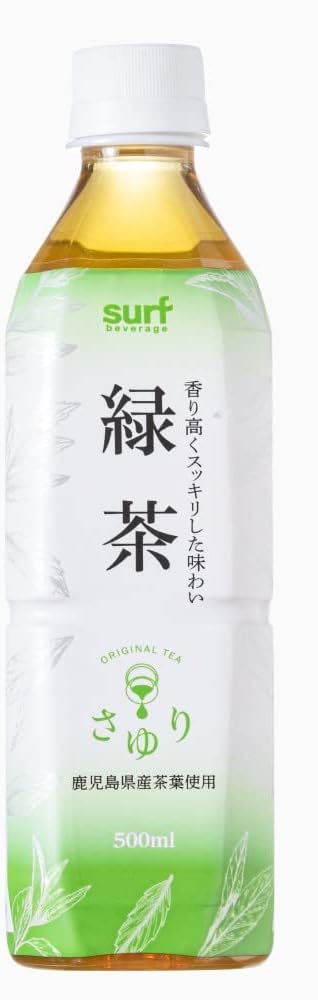 surf
beverage
緑茶
香り高くスッキリした味わい
ORIGINAL TEA
さゆり
鹿児島県産茶葉使用
500ml